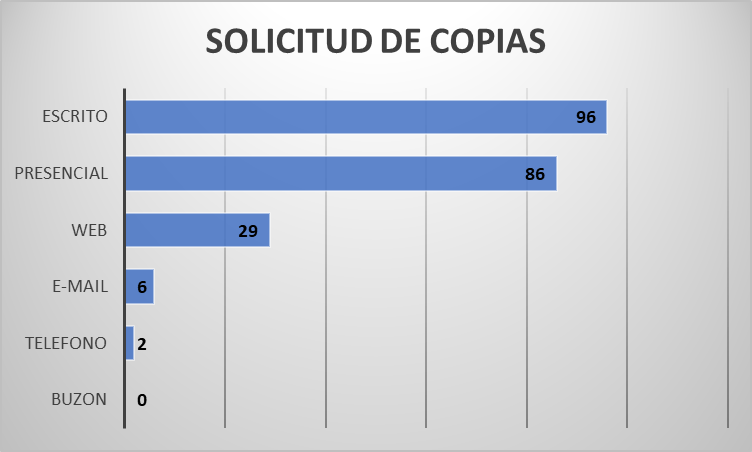 SOLICITUD DE COPIAS
ESCRITO 96
PRESENCIAL 86
WEB 29
E-MAIL 6
TELEFONO 2
BUZON 0